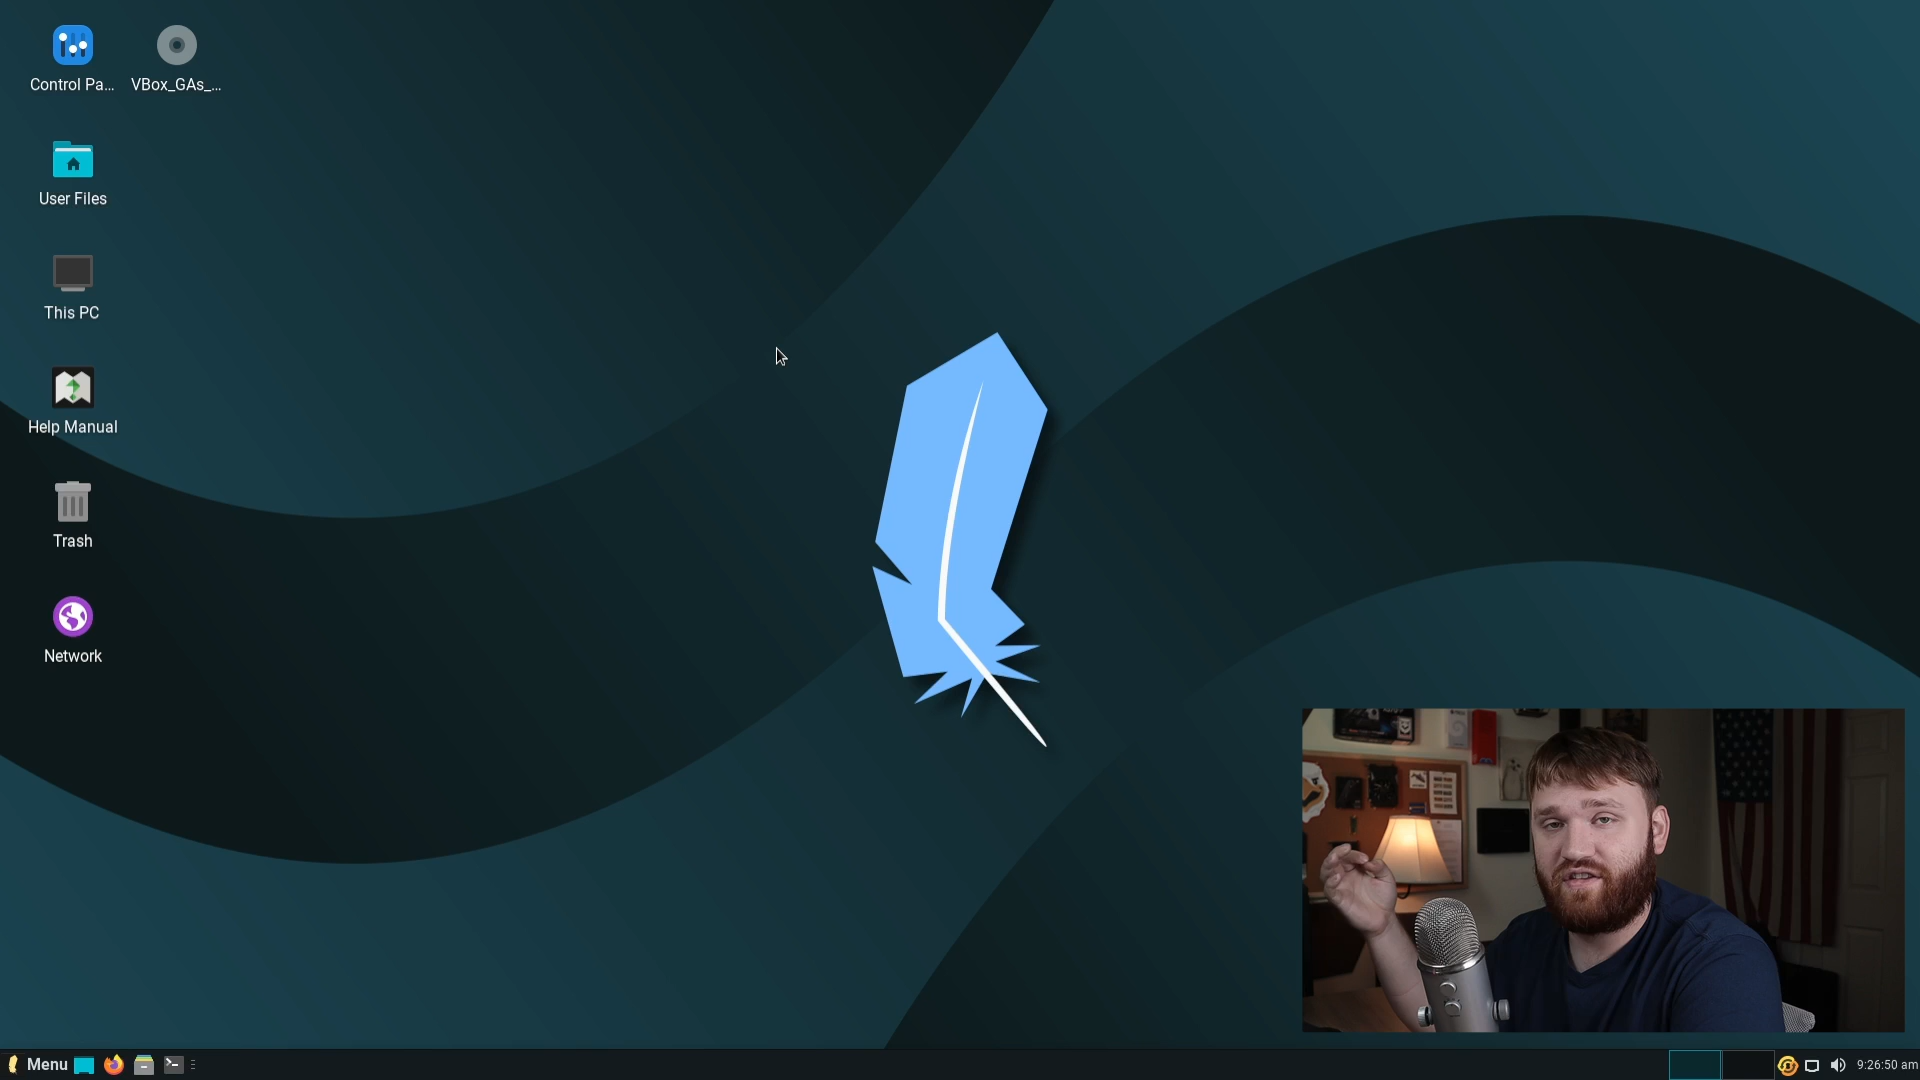 Control Pa...
VBox_GAs_...
User Files
This PC
Help Manual
Trash
Network
Menu
9:26:50 am